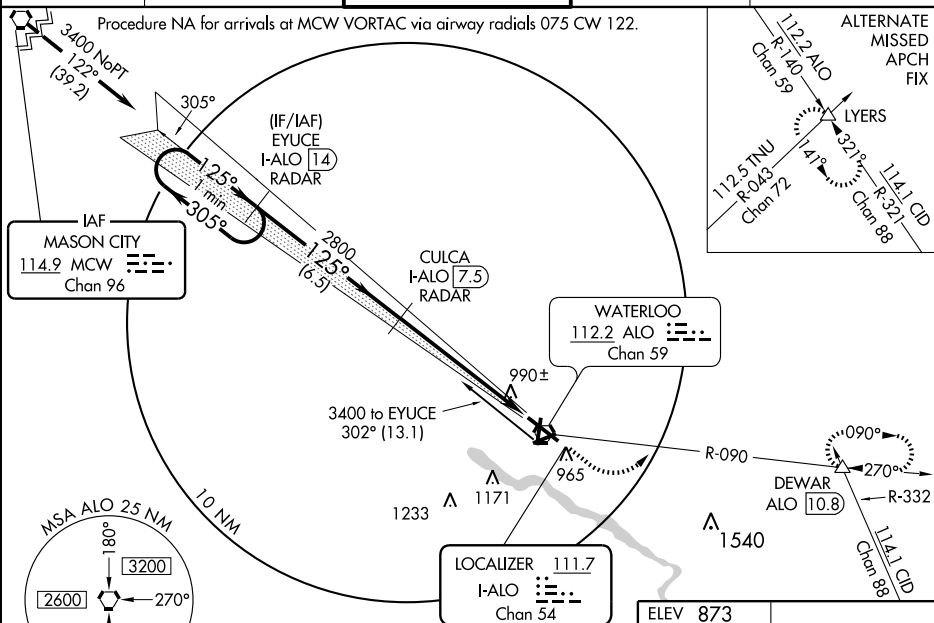 Procedure NA for arrivals at MCW VORTAC via airway radials 075 CW 122.
3400 NoPT
122°
(39.2)
305°
(IF/IAF)
EYUCE
I-ALO 14
RADAR
125°
1 min
305°
2800
125°
(6.5)
CULCA
I-ALO 7.5
RADAR
IAF
MASON CITY
114.9 MCW
Chan 96
ALTERNATE
MISSED
APCH
FIX
112.2 ALO
R-140
Chan 59
LYERS
112.5 TNU
R-043
Chan 72
141°
321°
114.1 CID
R-321
Chan 88
WATERLOO
112.2 ALO
Chan 59
990±
3400 to EYUCE
302° (13.1)
965
1171
1233
R-090
090°
270°
DEWAR
ALO 10.8
R-332
114.1 CID
Chan 88
1540
10 NM
MSA ALO 25 NM
180°
3200
2600
270°
LOCALIZER 111.7
I-ALO
Chan 54
ELEV 873